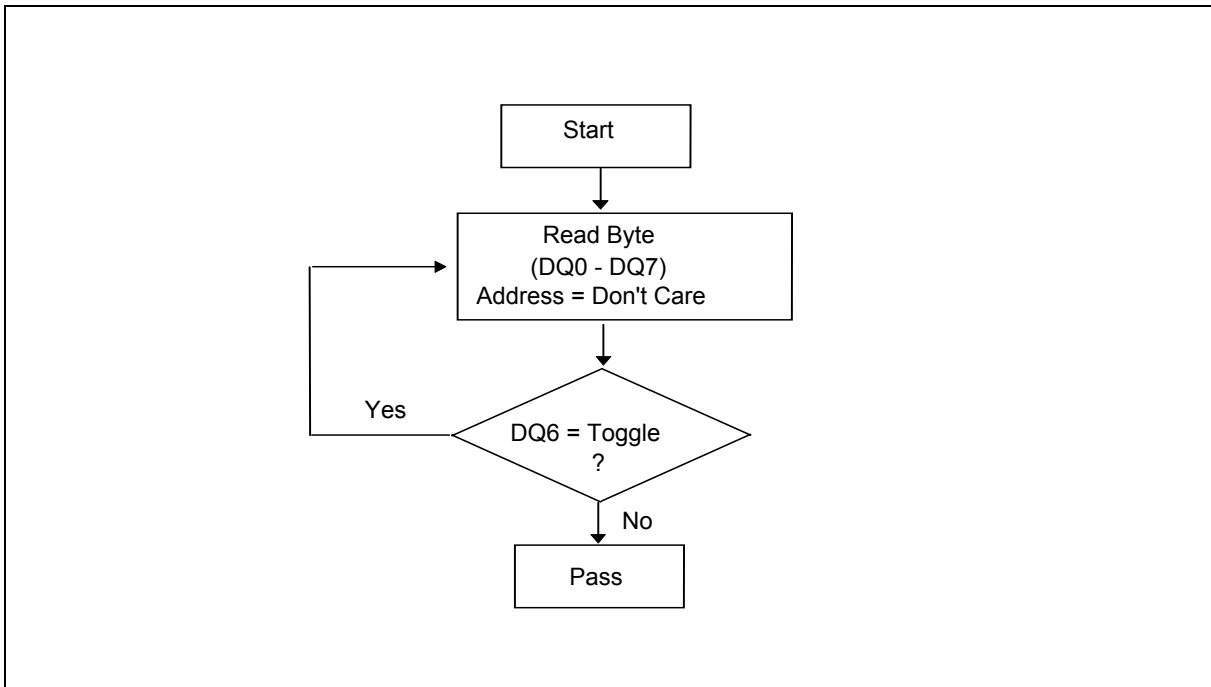 Start
Read Byte
(DQ0 - DQ7)
Address = Don't Care
Yes
DQ6 = Toggle
?
No
Pass